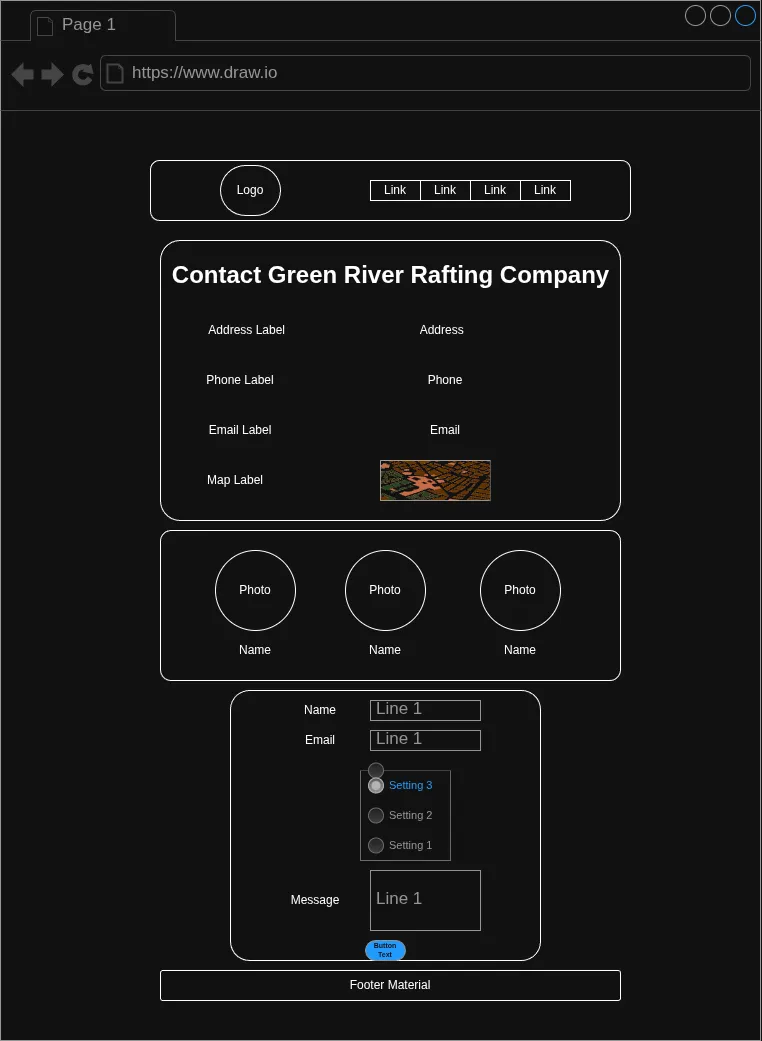 Page 1
https://www.draw.io
Logo
Link Link Link Link
Contact Green River Rafting Company
Address Label Address
Phone Label Phone
Email Label Email
Map Label
Photo Photo Photo
Name Name Name
Name Line 1
Email Line 1
Setting 3
Setting 2
Setting 1
Message Line 1
Button
Text
Footer Material